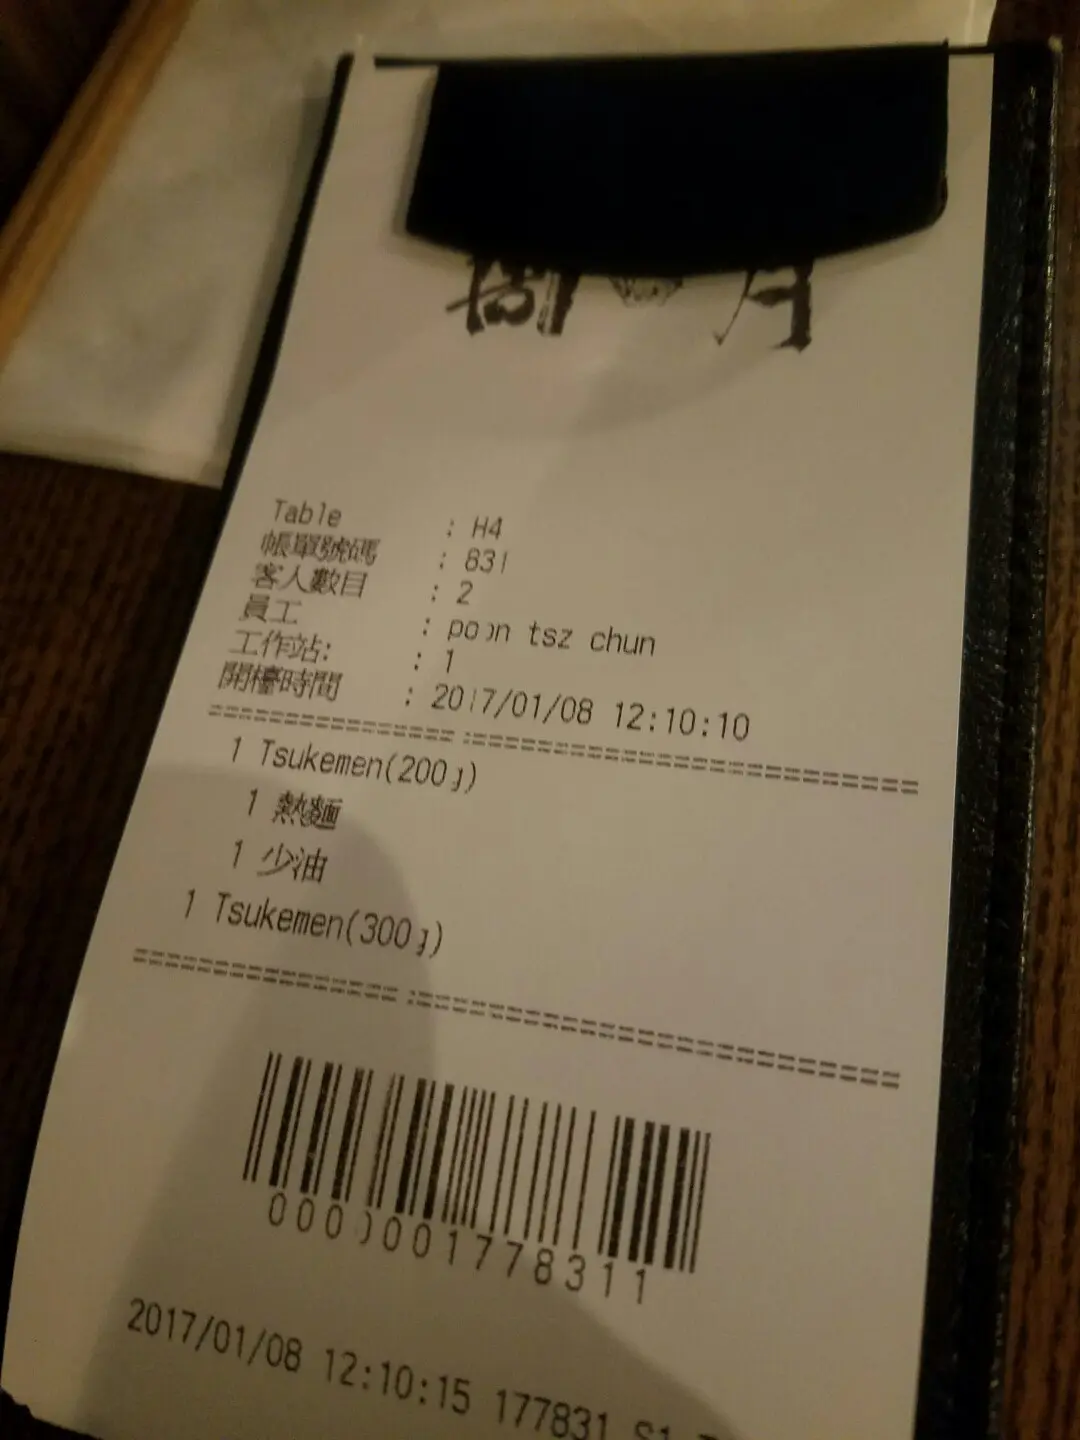 月
Table : H4
帳單號碼 : 831
客人數目 : 2
員工 : poon tsz chun
工作站: : 1
開檯時間 : 2017/01/08 12:10:10
1 Tsukemen(200g)
1 熱麵
1 少油
1 Tsukemen(300g)
0000001778311
2017/01/08 12:10:15 177831 S1